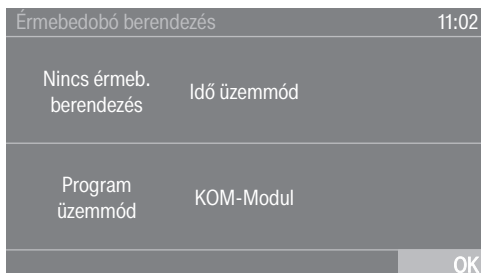 Érmebedobó berendezés 11:02
Nincs érmeb. Idő üzemmód
berendezés
Program KOM-Modul
üzemmód
OK